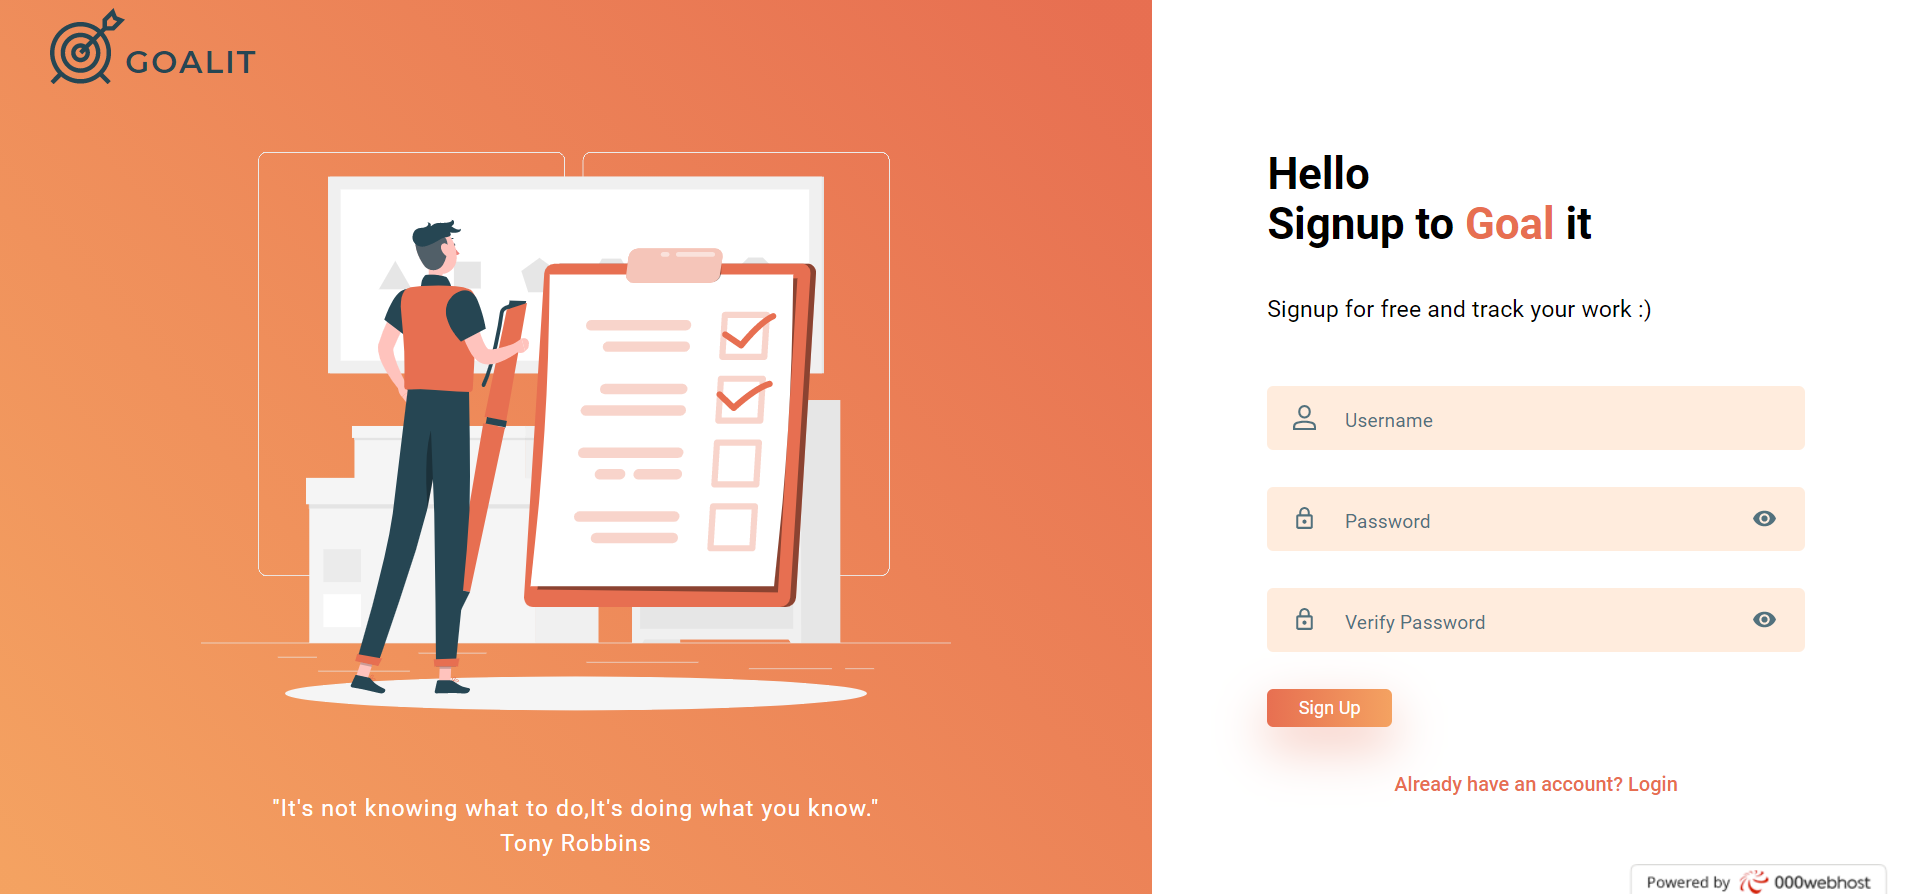 GOALIT
"It's not knowing what to do,It's doing what you know."
Tony Robbins
Hello
Signup to Goal it
Signup for free and track your work :)
Username
Password
Verify Password
Sign Up
Already have an account? Login
Powered by 000webhost